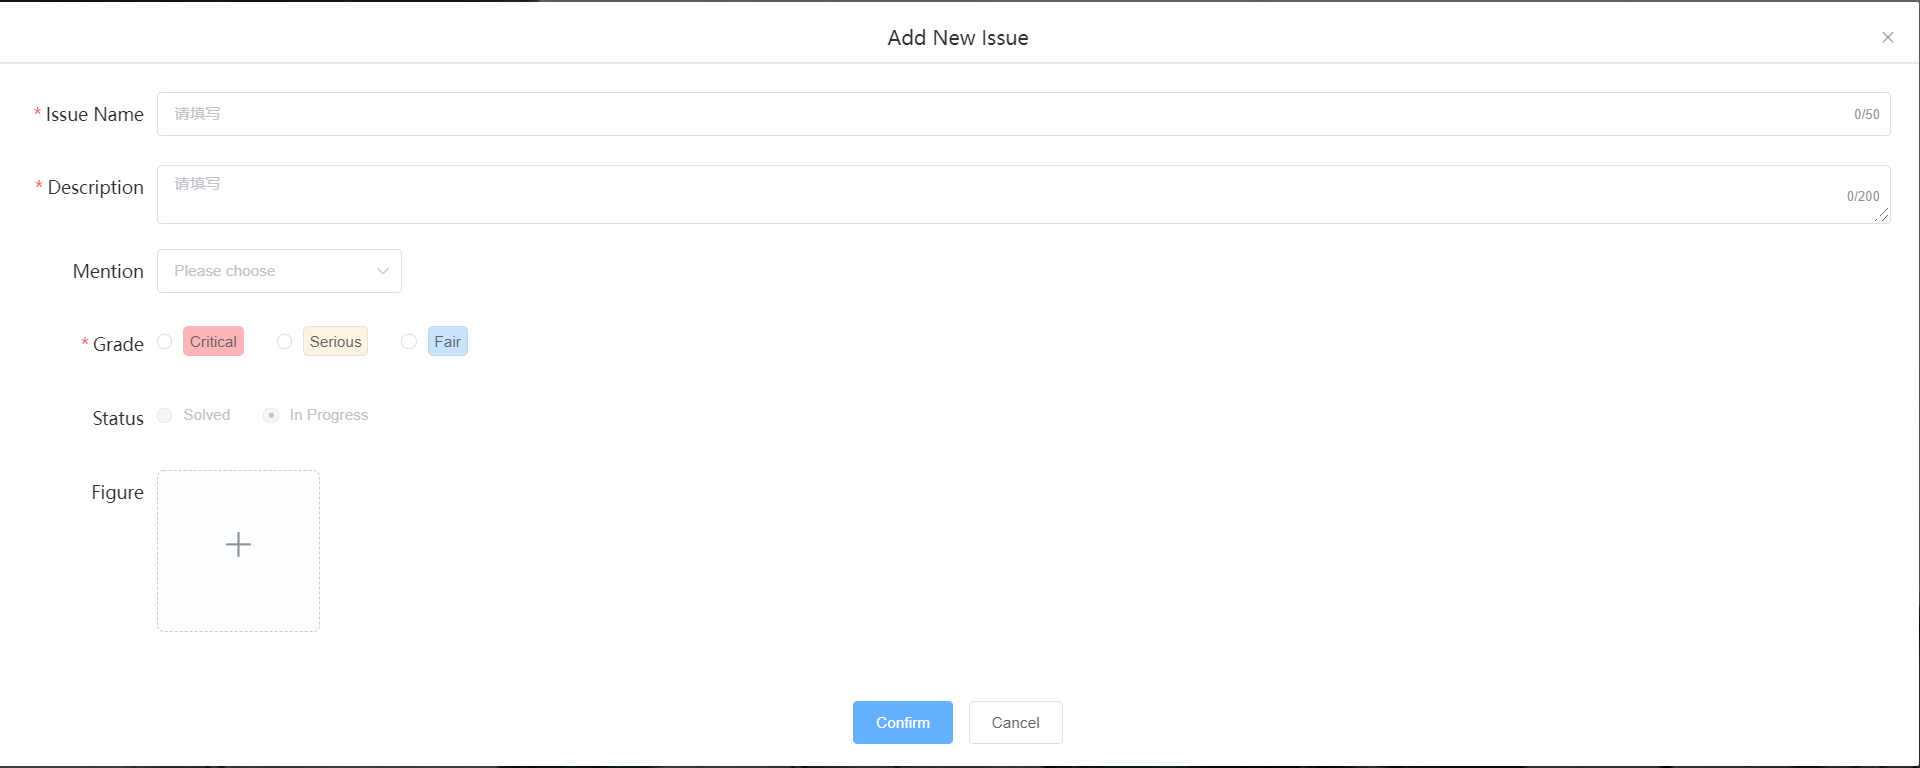 Add New Issue
* Issue Name 请填写 0/50
* Description 请填写 0/200
Mention Please choose
* Grade Critical Serious Fair
Status Solved In Progress
Figure
Confirm Cancel